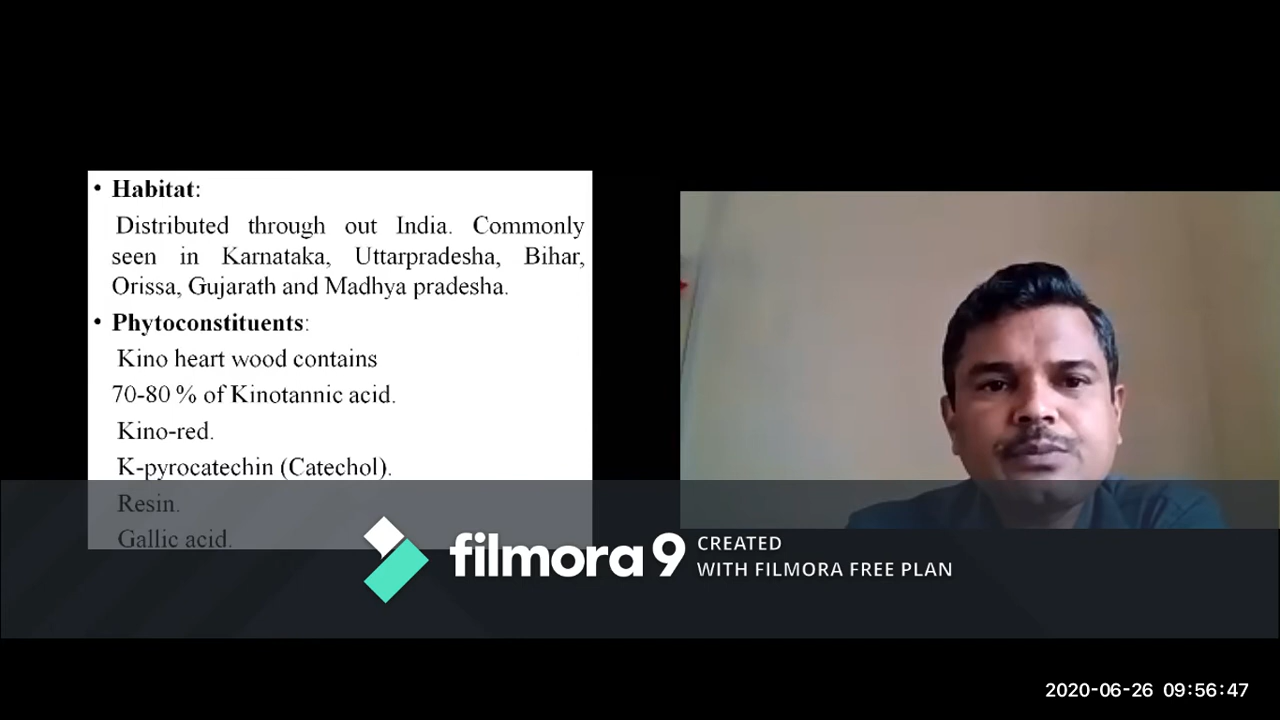 • Habitat:
Distributed through out India. Commonly
seen in Karnataka, Uttarpradesha, Bihar,
Orissa, Gujarath and Madhya pradesha.
• Phytoconstituents:
Kino heart wood contains
70-80 % of Kinotannic acid.
Kino-red.
K-pyrocatechin (Catechol).
Resin.
Gallic acid.
filmora 9
CREATED
WITH FILMORA FREE PLAN
2020-06-26 09:56:47